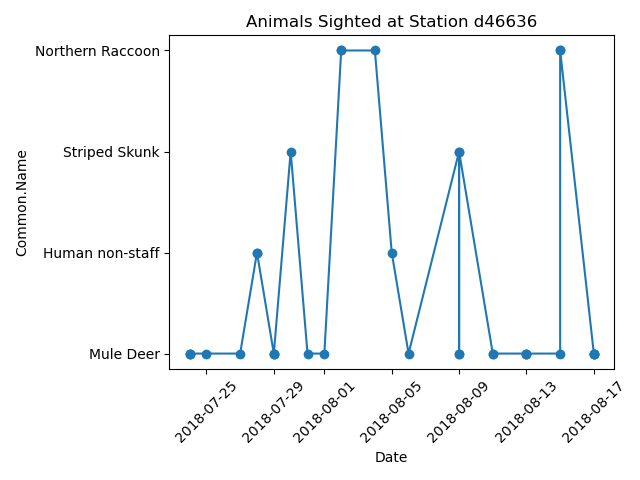 Animals Sighted at Station d46636
Northern Raccoon
Striped Skunk
Human non-staff
Mule Deer
Common.Name
2018-07-25
2018-07-29
2018-08-01
2018-08-05
2018-08-09
2018-08-13
2018-08-17
Date